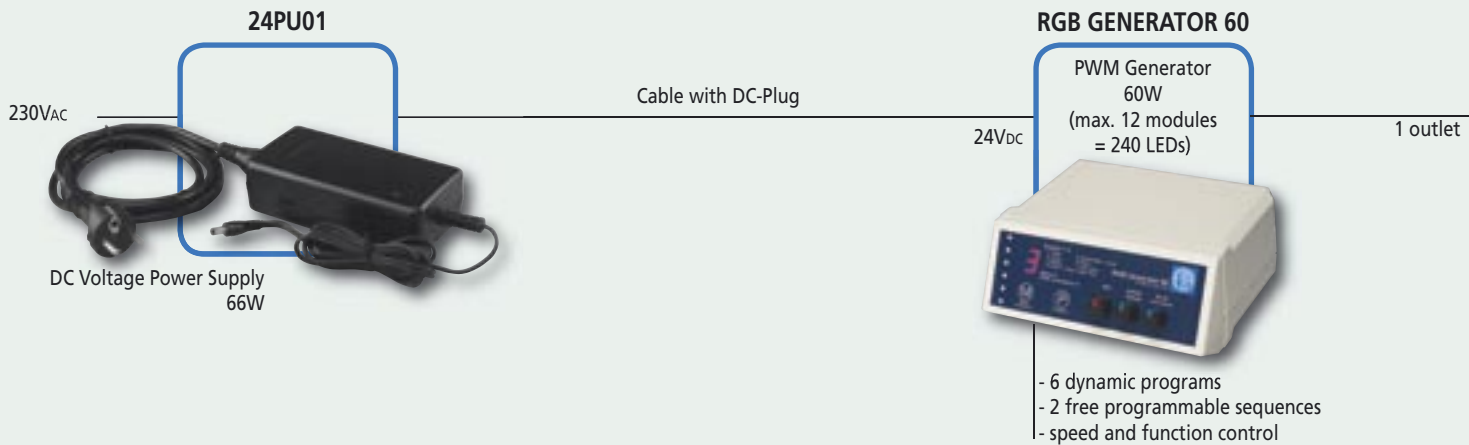 24PU01
RGB GENERATOR 60
PWM Generator
60W
(max. 12 modules
= 240 LEDs)
230VAC
Cable with DC-Plug
24VDC
1 outlet
3
DC Voltage Power Supply
66W
- 6 dynamic programs
- 2 free programmable sequences
- speed and function control